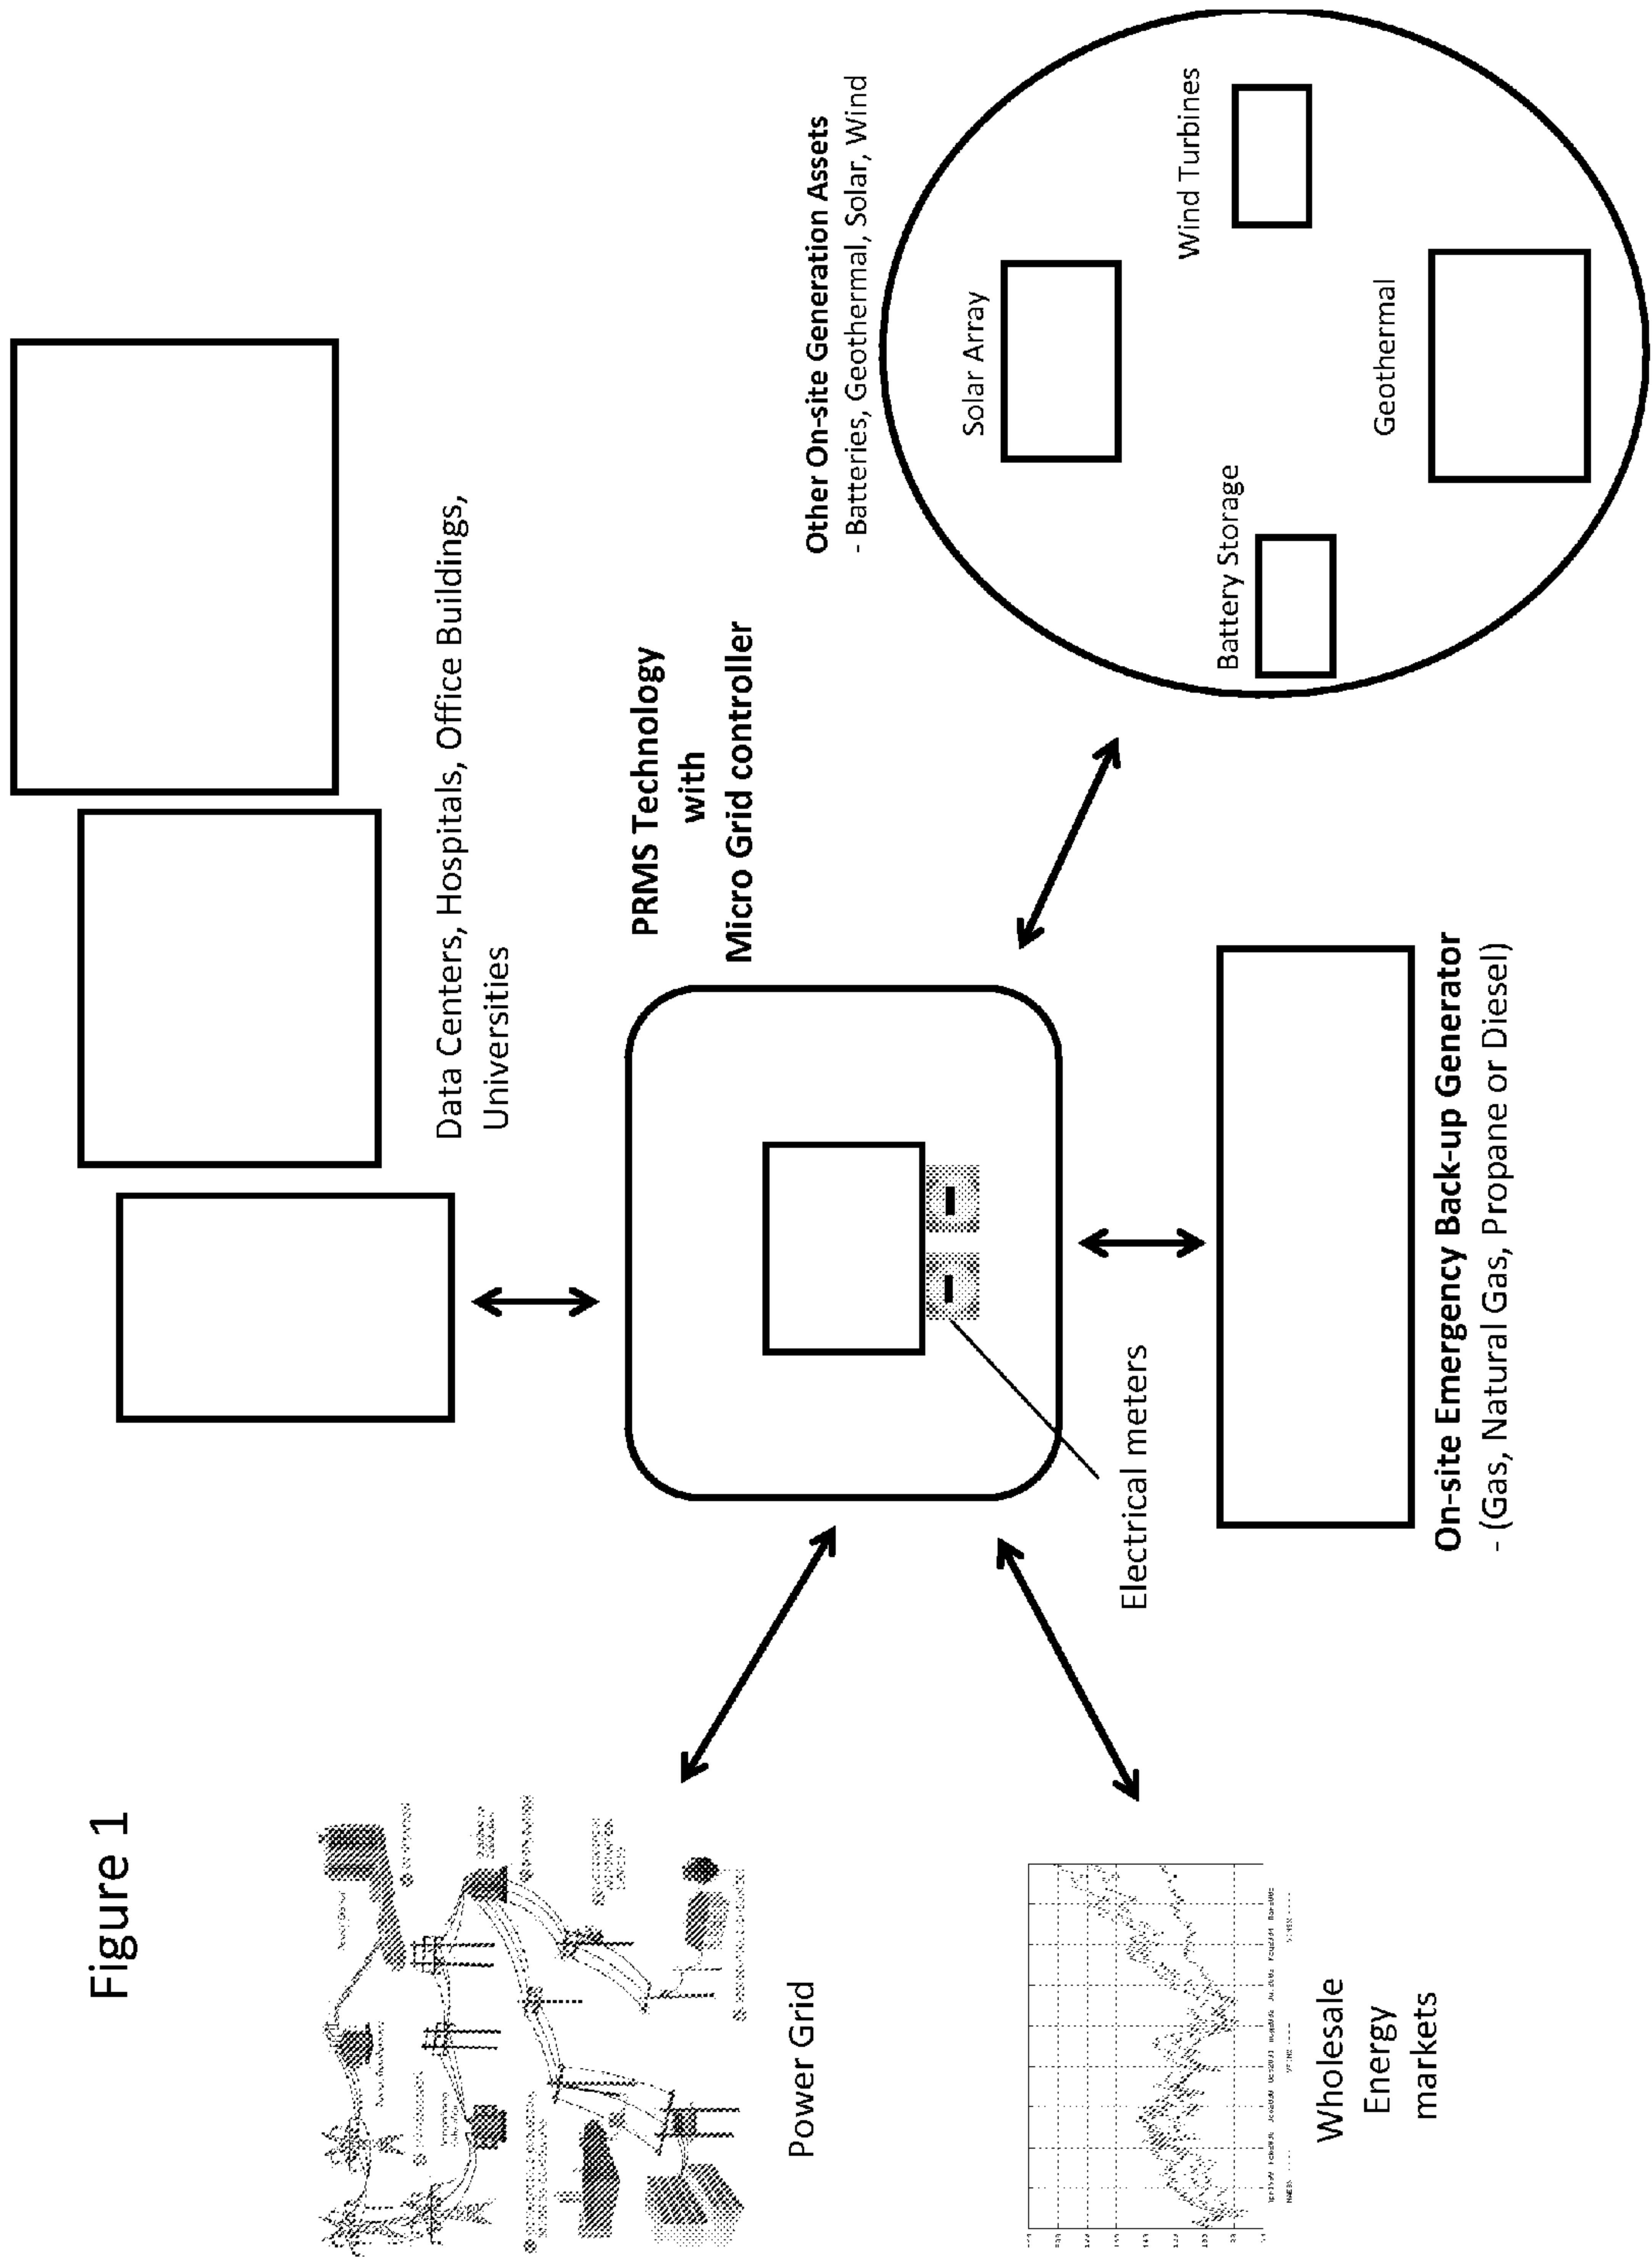 Figure 1
Data Centers, Hospitals, Office Buildings,
Universities
Power Grid
PRMS Technology
with
Micro Grid controller
Other On-site Generation Assets
- Batteries, Geothermal, Solar, Wind
Solar Array
Wind Turbines
Battery Storage
Geothermal
Electrical meters
Wholesale
Energy
markets
On-site Emergency Back-up Generator
- (Gas, Natural Gas, Propane or Diesel)